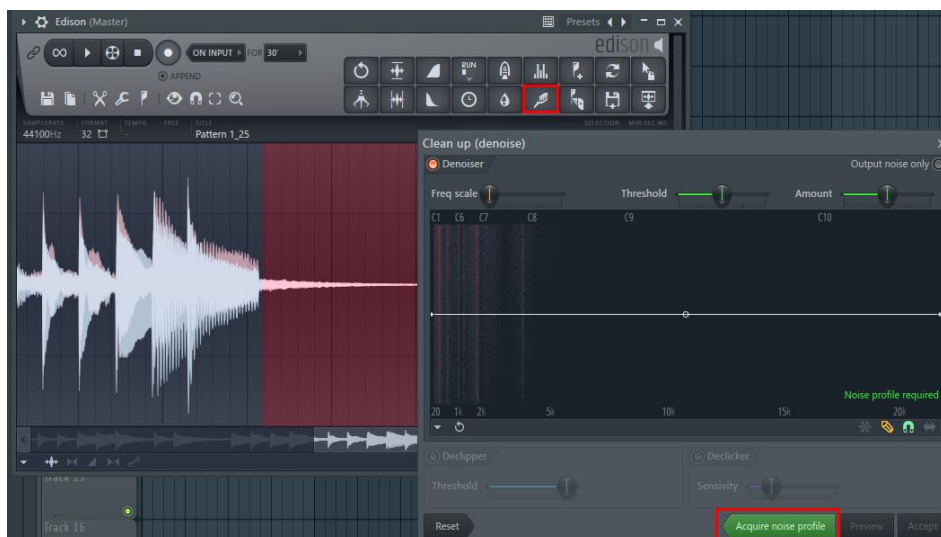 Edison (Master)
Presets
ON INPUT FOR 30'
edison
APPEND
RUN
SAMPLERATE FORMAT TEMPO FREE TITLE SELECTION MIN:SEC:MS
44100Hz 32 - Pattern 1_25
Clean up (denoise)
Denoiser Output noise only
Freq scale Threshold Amount
C1 C6 C7 C8 C9 C10
Noise profile required
20 1k 2k 5k 10k 15k 20k
Declipper Declicker
Threshold Sensivity
Track 15
Track 16
Reset Acquire noise profile Preview Accept